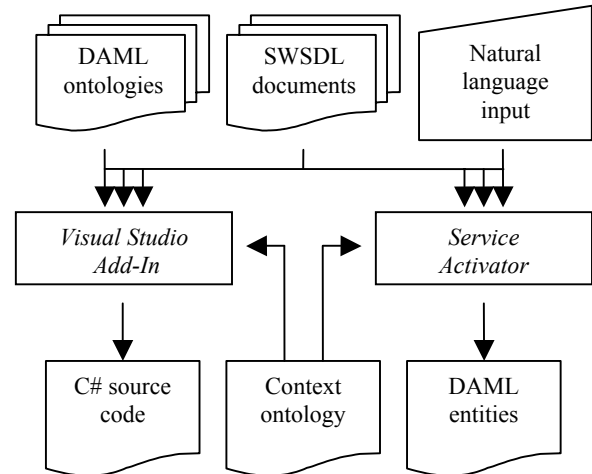 DAML
ontologies
SWSDL
documents
Natural
language
input
Visual Studio
Add-In
Service
Activator
C# source
code
Context
ontology
DAML
entities